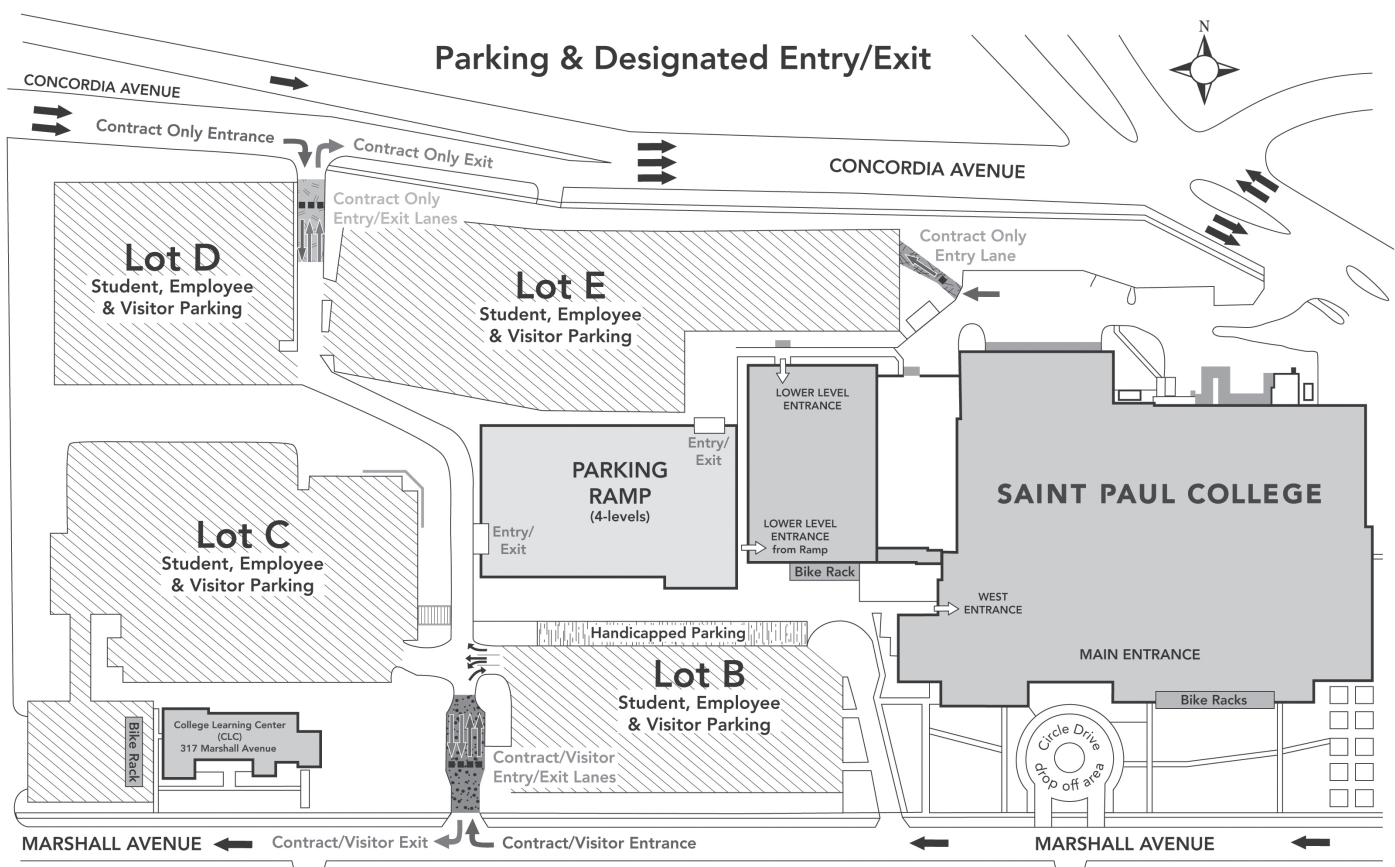 Parking & Designated Entry/Exit
N
CONCORDIA AVENUE
Contract Only Entrance
Contract Only Exit
CONCORDIA AVENUE
Contract Only
Entry/Exit Lanes
Contract Only
Entry Lane
Lot D
Student, Employee
& Visitor Parking
Lot E
Student, Employee
& Visitor Parking
LOWER LEVEL
ENTRANCE
Entry/
Exit
PARKING
RAMP
(4-levels)
SAINT PAUL COLLEGE
Lot C
Student, Employee
& Visitor Parking
Entry/
Exit
LOWER LEVEL
ENTRANCE
from Ramp
Bike Rack
WEST
ENTRANCE
Handicapped Parking
MAIN ENTRANCE
Lot B
Student, Employee
& Visitor Parking
Bike Racks
College Learning Center
(CLC)
317 Marshall Avenue
Bike Rack
Circle Drive
drop off area
Contract/Visitor
Entry/Exit Lanes
MARSHALL AVENUE
Contract/Visitor Exit
Contract/Visitor Entrance
MARSHALL AVENUE